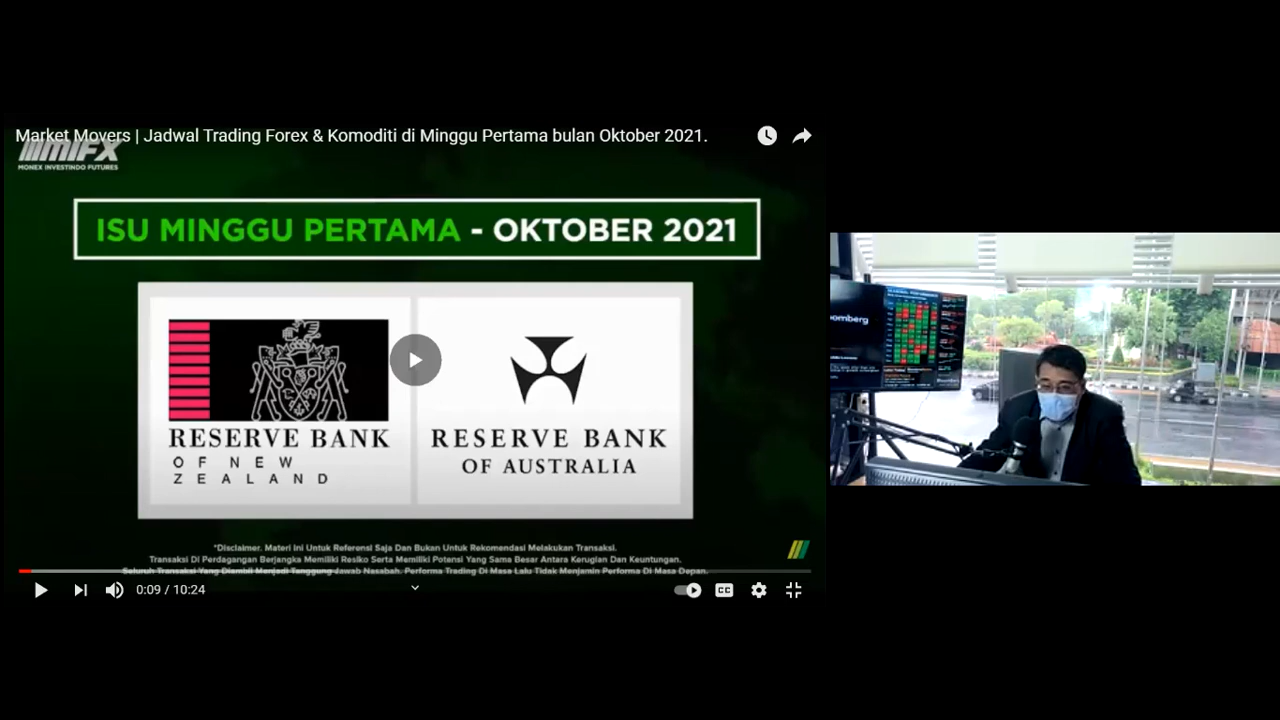 Market Movers | Jadwal Trading Forex & Komoditi di Minggu Pertama bulan Oktober 2021.
MIFX
MONEX INVESTINDO FUTURES
ISU MINGGU PERTAMA - OKTOBER 2021
RESERVE BANK
OF NEW
ZEALAND
RESERVE BANK
OF AUSTRALIA
*Disclaimer. Materi Ini Untuk Referensi Saja Dan Bukan Untuk Rekomendasi Melakukan Transaksi.
Transaksi Di Perdagangan Berjangka Memiliki Resiko Serta Memiliki Potensi Yang Sama Besar Antara Kerugian Dan Keuntungan.
Seluruh Transaksi Yang Diambil Menjadi Tanggung Jawab Nasabah. Performa Trading Di Masa Lalu Tidak Menjamin Performa Di Masa Depan.
0:09 / 10:24
CC
oomberg